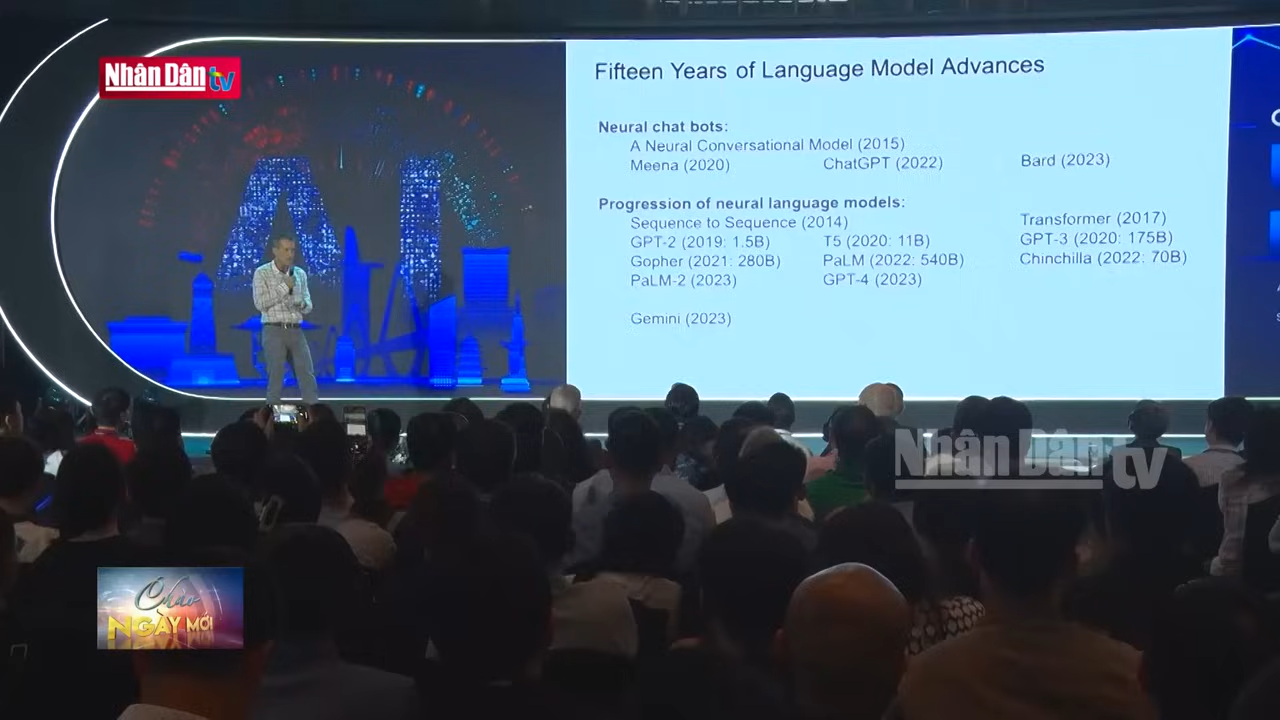 Nhân Dân tv
AI
Fifteen Years of Language Model Advances
Neural chat bots:
A Neural Conversational Model (2015)
Meena (2020) ChatGPT (2022) Bard (2023)
Progression of neural language models:
Sequence to Sequence (2014) Transformer (2017)
GPT-2 (2019: 1.5B) T5 (2020: 11B) GPT-3 (2020: 175B)
Gopher (2021: 280B) PaLM (2022: 540B) Chinchilla (2022: 70B)
PaLM-2 (2023) GPT-4 (2023)
Gemini (2023)
Nhân Dân tv
Chào
NGÀY MỚI